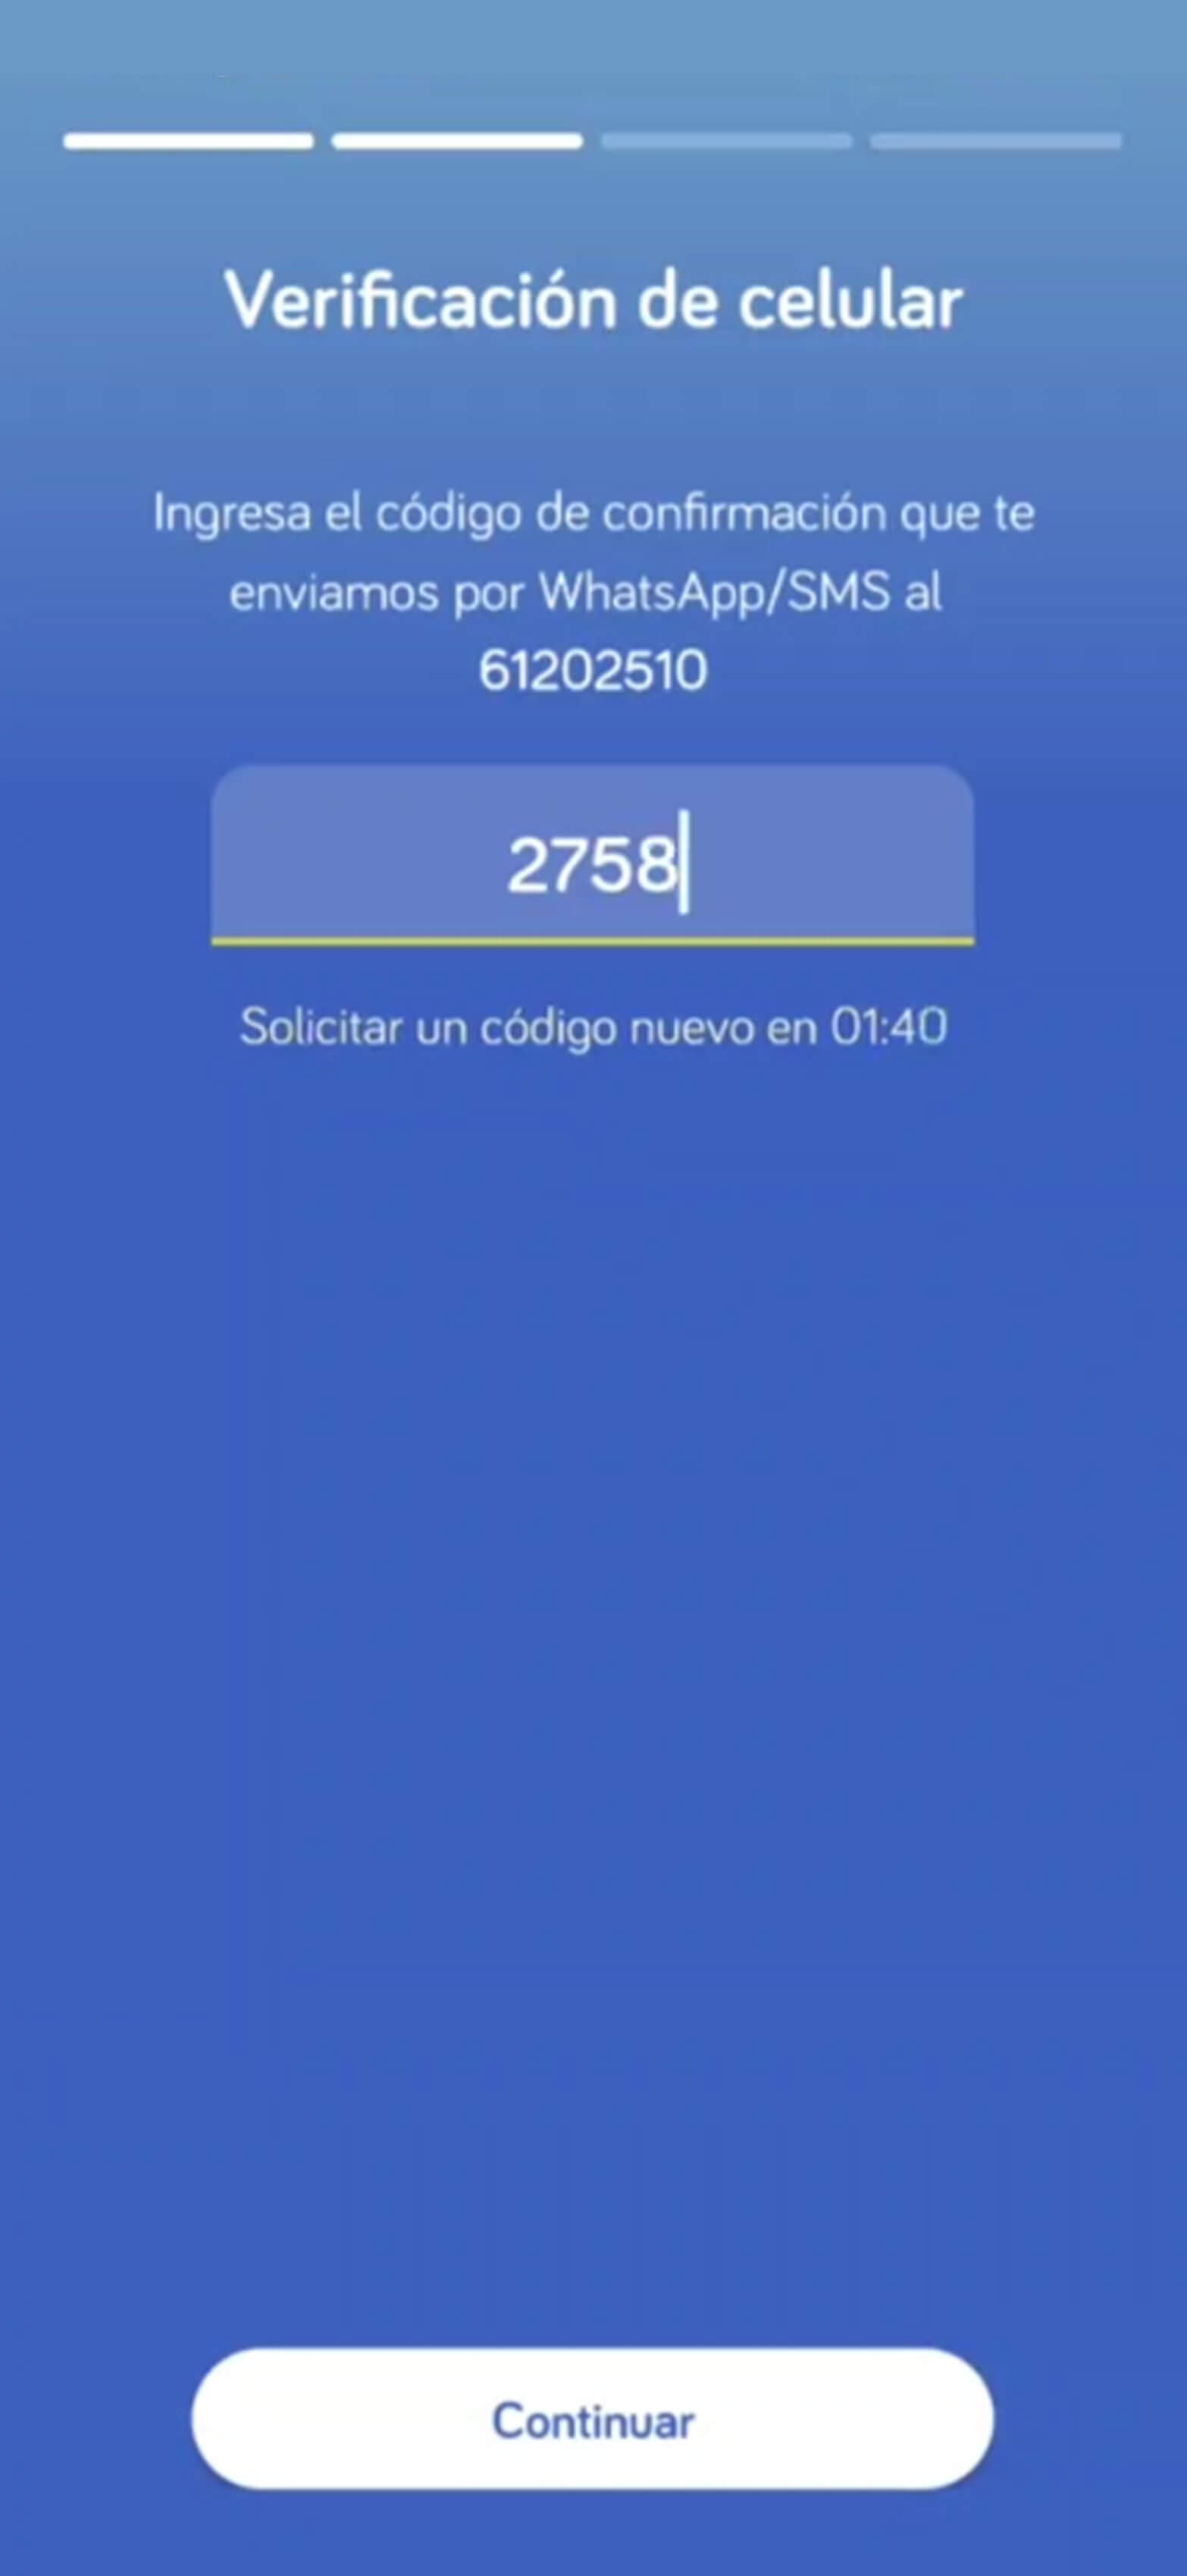 Verificación de celular
Ingresa el código de confirmación que te
enviamos por WhatsApp/SMS al
61202510
2758
Solicitar un código nuevo en 01:40
Continuar